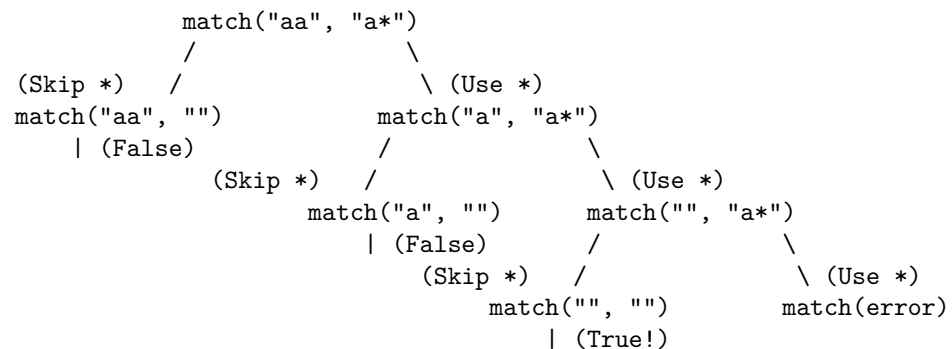 match("aa", "a*")
/ \
(Skip *) / \ (Use *)
match("aa", "") match("a", "a*")
| (False) / \
(Skip *) / \ (Use *)
match("a", "") match("", "a*")
| (False) / \
(Skip *) / \ (Use *)
match("", "") match(error)
| (True!)